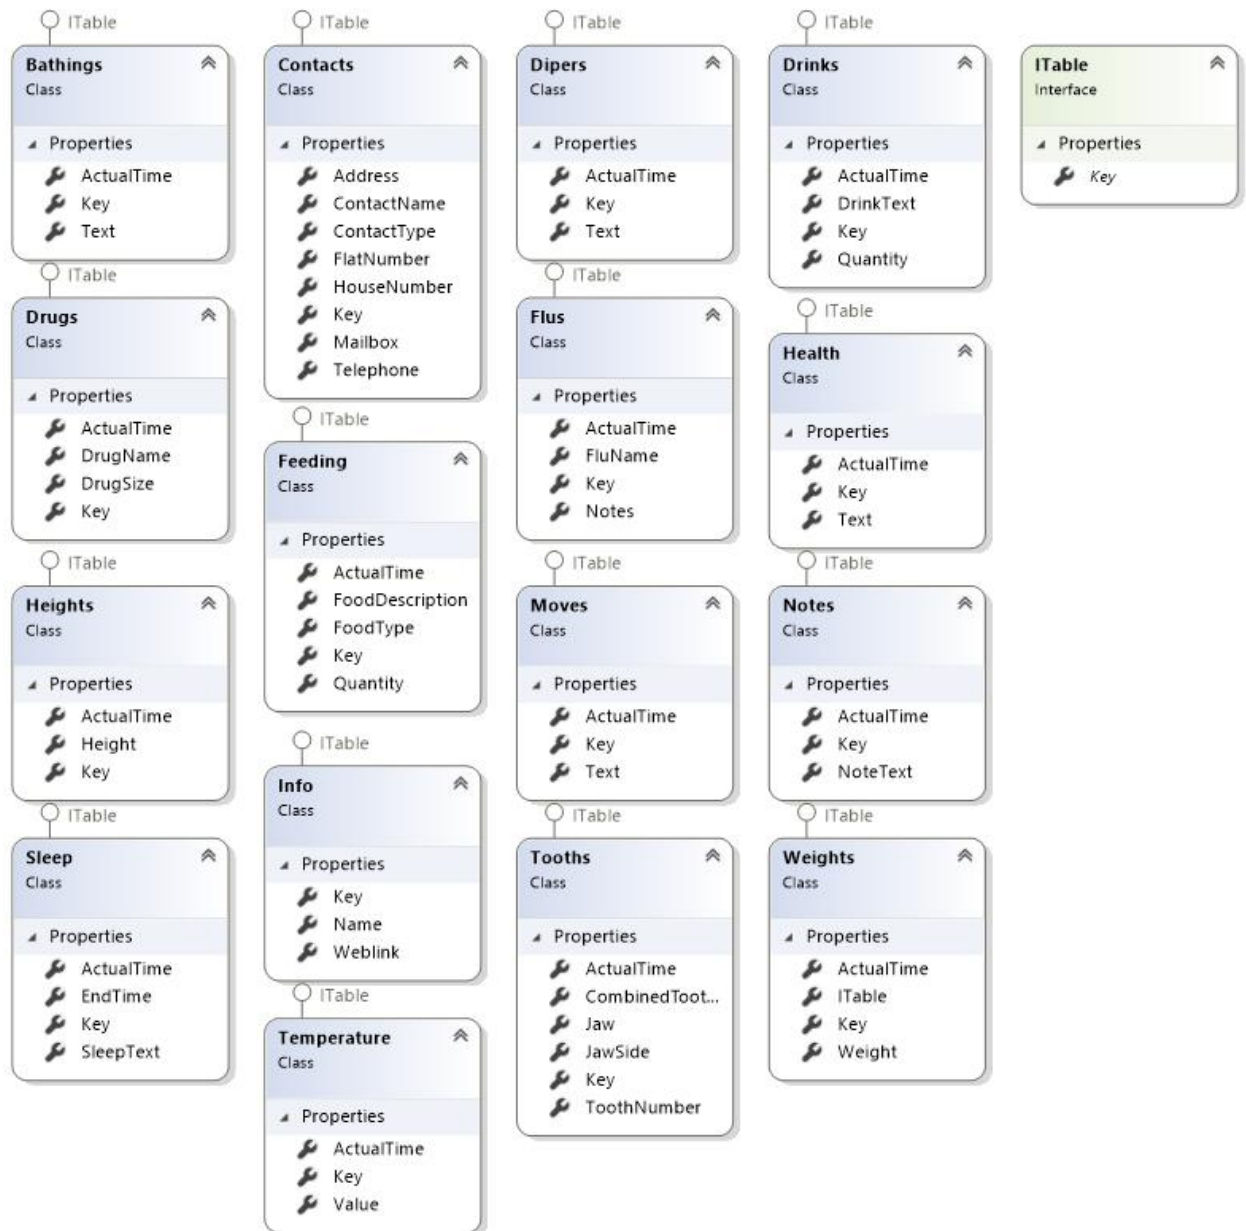 ITable
Bathings
Class
Properties
ActualTime
Key
Text
ITable
Drugs
Class
Properties
ActualTime
DrugName
DrugSize
Key
ITable
Heights
Class
Properties
ActualTime
Height
Key
ITable
Sleep
Class
Properties
ActualTime
EndTime
Key
SleepText
ITable
Contacts
Class
Properties
Address
ContactName
ContactType
FlatNumber
HouseNumber
Key
Mailbox
Telephone
ITable
Feeding
Class
Properties
ActualTime
FoodDescription
FoodType
Key
Quantity
ITable
Info
Class
Properties
Key
Name
Weblink
ITable
Temperature
Class
Properties
ActualTime
Key
Value
ITable
Dipers
Class
Properties
ActualTime
Key
Text
ITable
Flus
Class
Properties
ActualTime
FluName
Key
Notes
ITable
Moves
Class
Properties
ActualTime
Key
Text
ITable
Tooths
Class
Properties
ActualTime
CombinedToot...
Jaw
JawSide
Key
ToothNumber
ITable
Drinks
Class
Properties
ActualTime
DrinkText
Key
Quantity
ITable
Health
Class
Properties
ActualTime
Key
Text
ITable
Notes
Class
Properties
ActualTime
Key
NoteText
ITable
Weights
Class
Properties
ActualTime
ITable
Key
Weight
ITable
Interface
Properties
Key